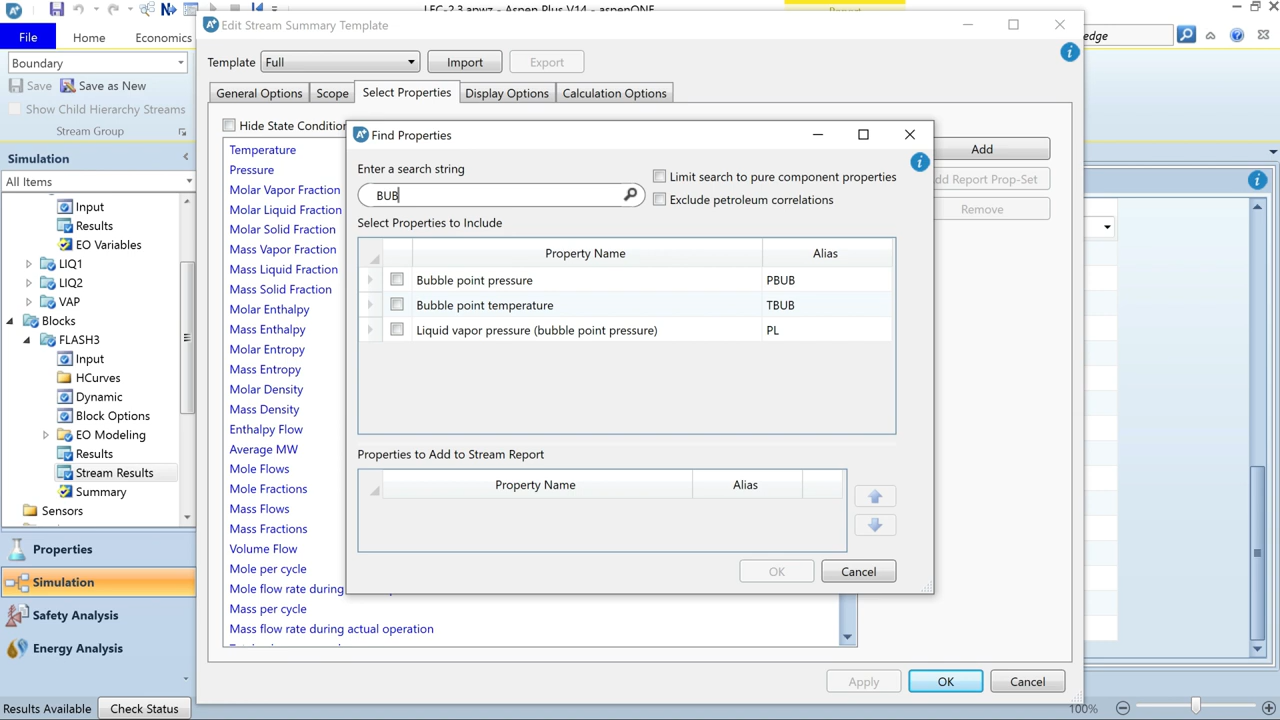 LFC-2.3.apwz - Aspen Plus V14 - aspenONE
File
Home
Economics
Boundary
Save
Save as New
Show Child Hierarchy Streams
Stream Group
Simulation
All Items
Input
Results
EO Variables
LIQ1
LIQ2
VAP
Blocks
FLASH3
Input
HCurves
Dynamic
Block Options
EO Modeling
Results
Stream Results
Summary
Sensors
Properties
Simulation
Safety Analysis
Energy Analysis
Results Available
Check Status
Edit Stream Summary Template
Template
Full
Import
Export
General Options
Scope
Select Properties
Display Options
Calculation Options
Hide State Condition
Temperature
Pressure
Molar Vapor Fraction
Molar Liquid Fraction
Molar Solid Fraction
Mass Vapor Fraction
Mass Liquid Fraction
Mass Solid Fraction
Molar Enthalpy
Mass Enthalpy
Molar Entropy
Mass Entropy
Molar Density
Mass Density
Enthalpy Flow
Average MW
Mole Flows
Mole Fractions
Mass Flows
Mass Fractions
Volume Flow
Mole per cycle
Mole flow rate during
Mass per cycle
Mass flow rate during actual operation
Add
d Report Prop-Set
Remove
Find Properties
Enter a search string
BUB
Limit search to pure component properties
Exclude petroleum correlations
Select Properties to Include
Property Name
Alias
Bubble point pressure
PBUB
Bubble point temperature
TBUB
Liquid vapor pressure (bubble point pressure)
PL
Properties to Add to Stream Report
Property Name
Alias
OK
Cancel
Apply
OK
Cancel
edge
100%